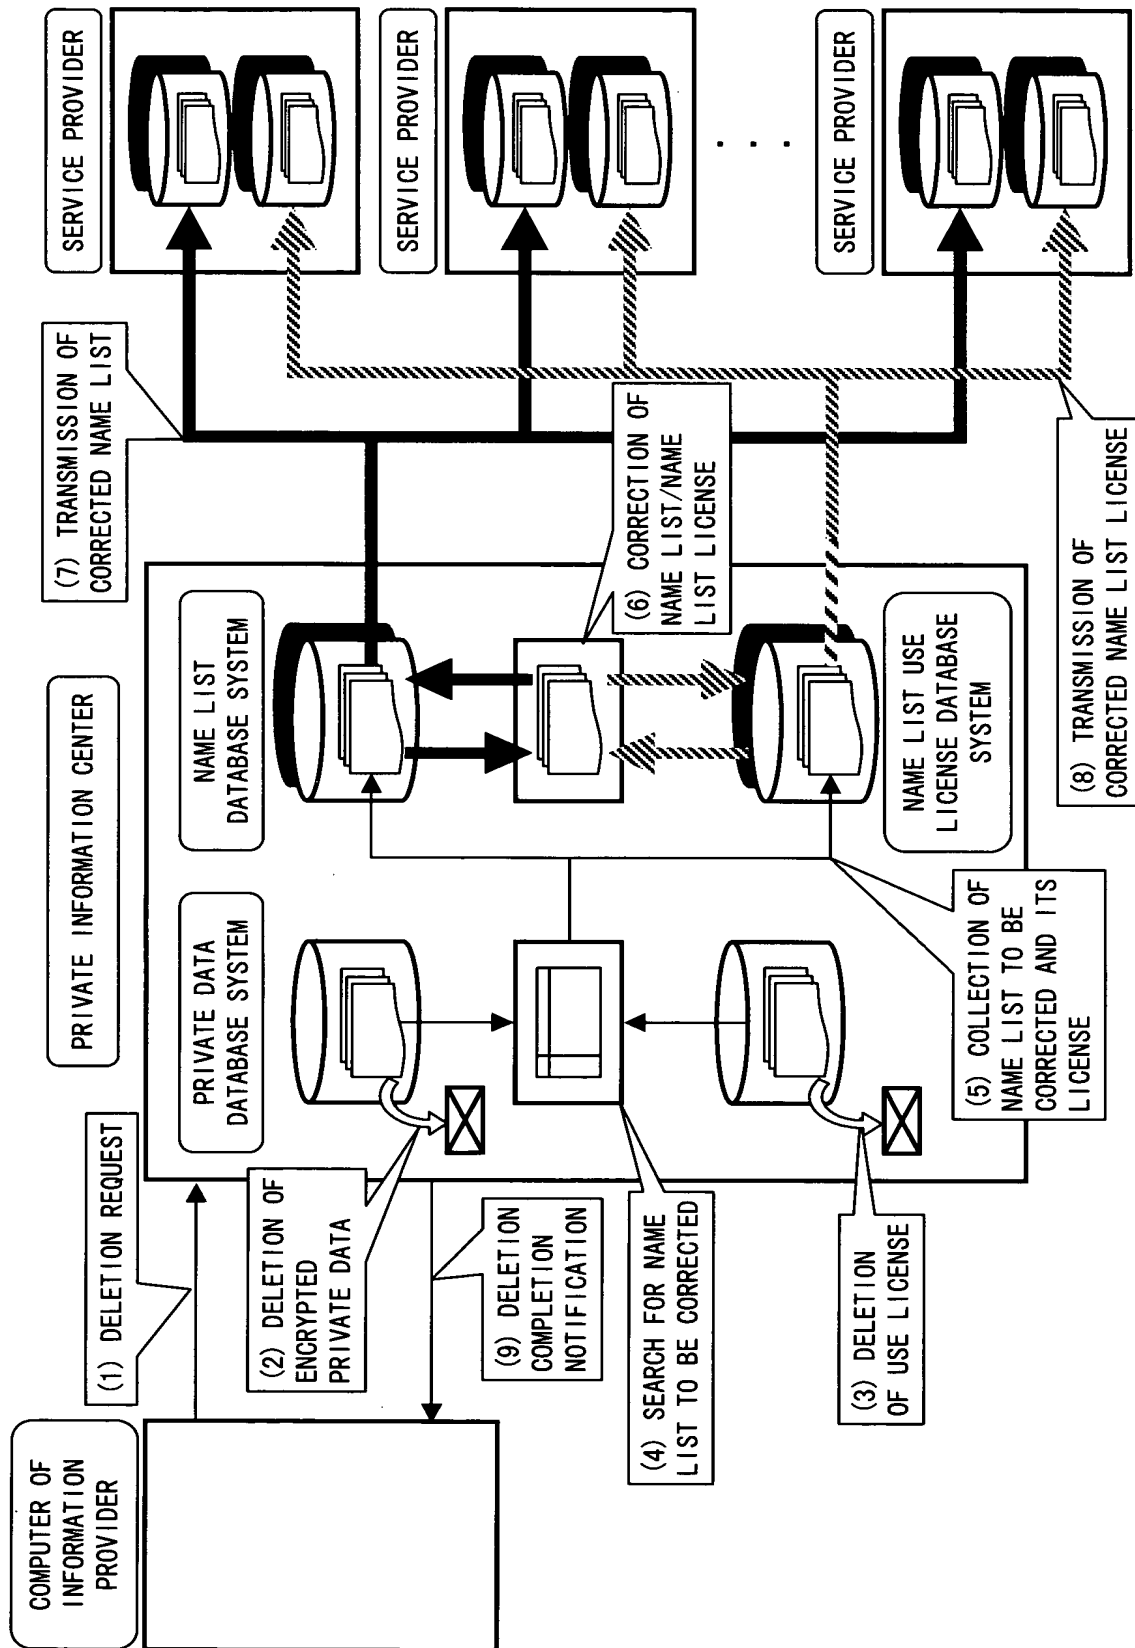 COMPUTER OF
INFORMATION
PROVIDER
(1) DELETION REQUEST
PRIVATE INFORMATION CENTER
PRIVATE DATA
DATABASE SYSTEM
NAME LIST
DATABASE SYSTEM
(2) DELETION OF
ENCRYPTED
PRIVATE DATA
(9) DELETION
COMPLETION
NOTIFICATION
(4) SEARCH FOR NAME
LIST TO BE CORRECTED
(3) DELETION
OF USE LICENSE
(5) COLLECTION OF
NAME LIST TO BE
CORRECTED AND ITS
LICENSE
NAME LIST USE
LICENSE DATABASE
SYSTEM
(6) CORRECTION OF
NAME LIST/NAME
LIST LICENSE
(7) TRANSMISSION OF
CORRECTED NAME LIST
(8) TRANSMISSION OF
CORRECTED NAME LIST LICENSE
SERVICE PROVIDER
SERVICE PROVIDER
. . .
SERVICE PROVIDER